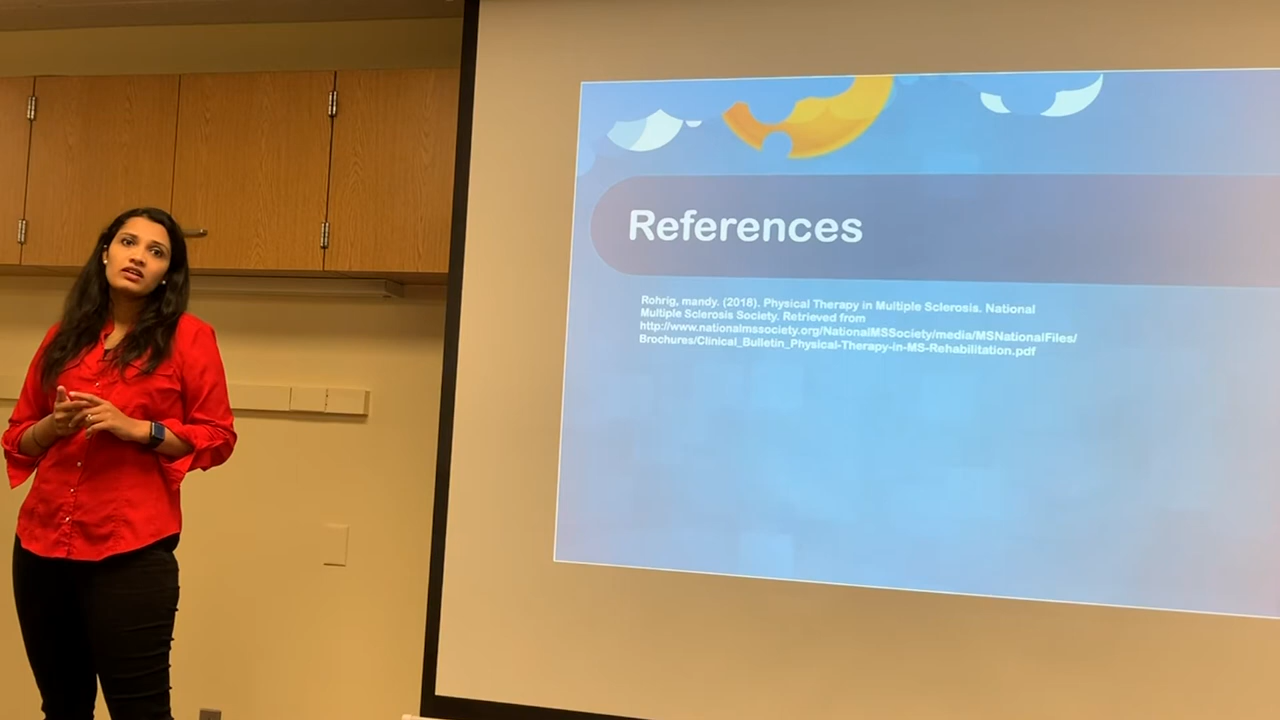 References
Rohrig, mandy. (2018). Physical Therapy in Multiple Sclerosis. National
Multiple Sclerosis Society. Retrieved from
http://www.nationalmssociety.org/NationalMSSociety/media/MSNationalFiles/
Brochures/Clinical_Bulletin_Physical-Therapy-in-MS-Rehabilitation.pdf